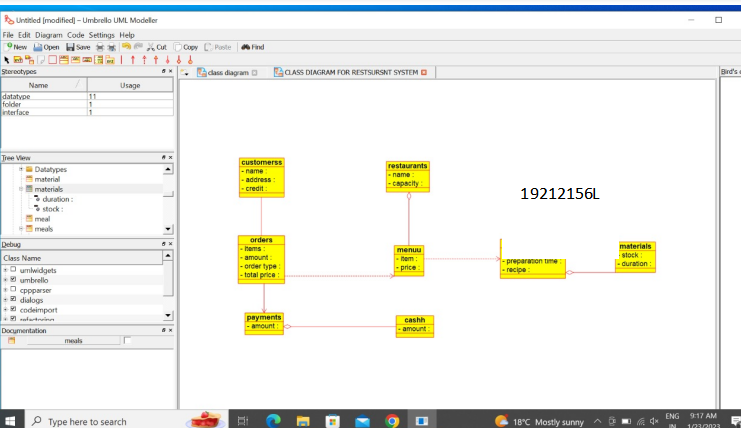 Untitled [modified] – Umbrello UML Modeller
File Edit Diagram Code Settings Help
New Open Save Cut Copy Paste Find
Stereotypes
Name Usage
datatype 11
folder 1
interface 1
Tree View
Datatypes
material
materials
duration :
stock :
meal
meals
Debug
Class Name
umlwidgets
umbrello
cppparser
dialogs
codeimport
refactoring
Documentation
meals
class diagram CLASS DIAGRAM FOR RESTSURSNT SYSTEM
Bird's
customerss
- name :
- address :
- credit :
restaurants
- name :
- capacity :
19212156L
orders
- items :
- amount :
- order type :
- total price :
menuu
- item :
- price :
- preparation time :
- recipe :
materials
- stock :
- duration :
payments
- amount :
cashh
- amount :
Type here to search
18°C Mostly sunny
ENG
IN
9:17 AM
1/23/2023